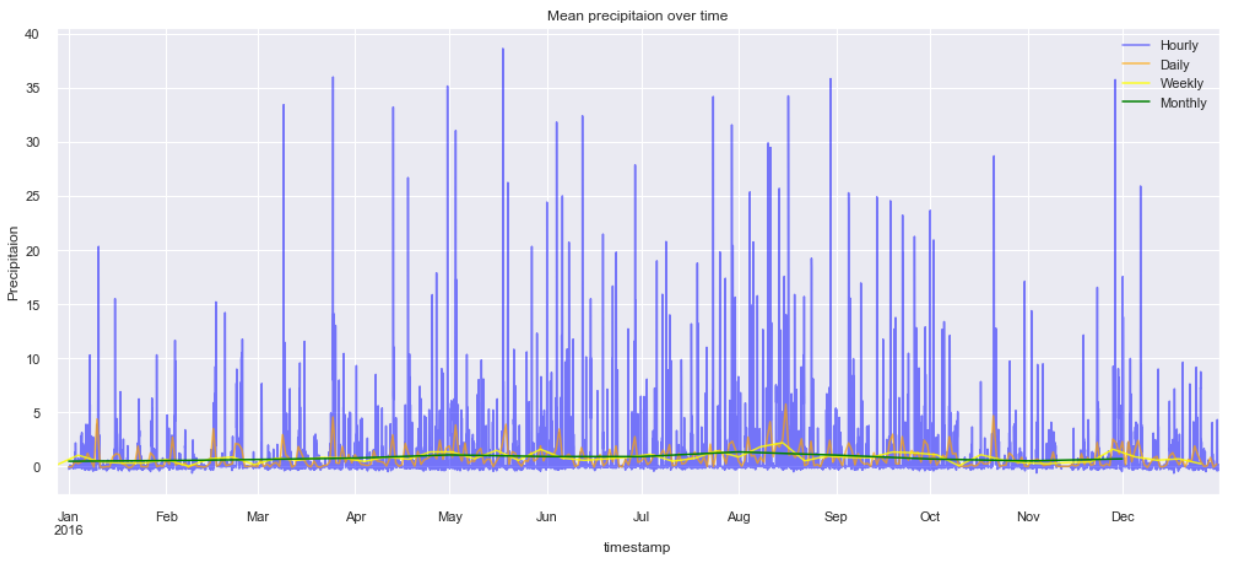 Mean precipitaion over time
Hourly
Daily
Weekly
Monthly
Precipitaion
40
35
30
25
20
15
10
5
0
Jan Feb Mar Apr May Jun Jul Aug Sep Oct Nov Dec
2016
timestamp